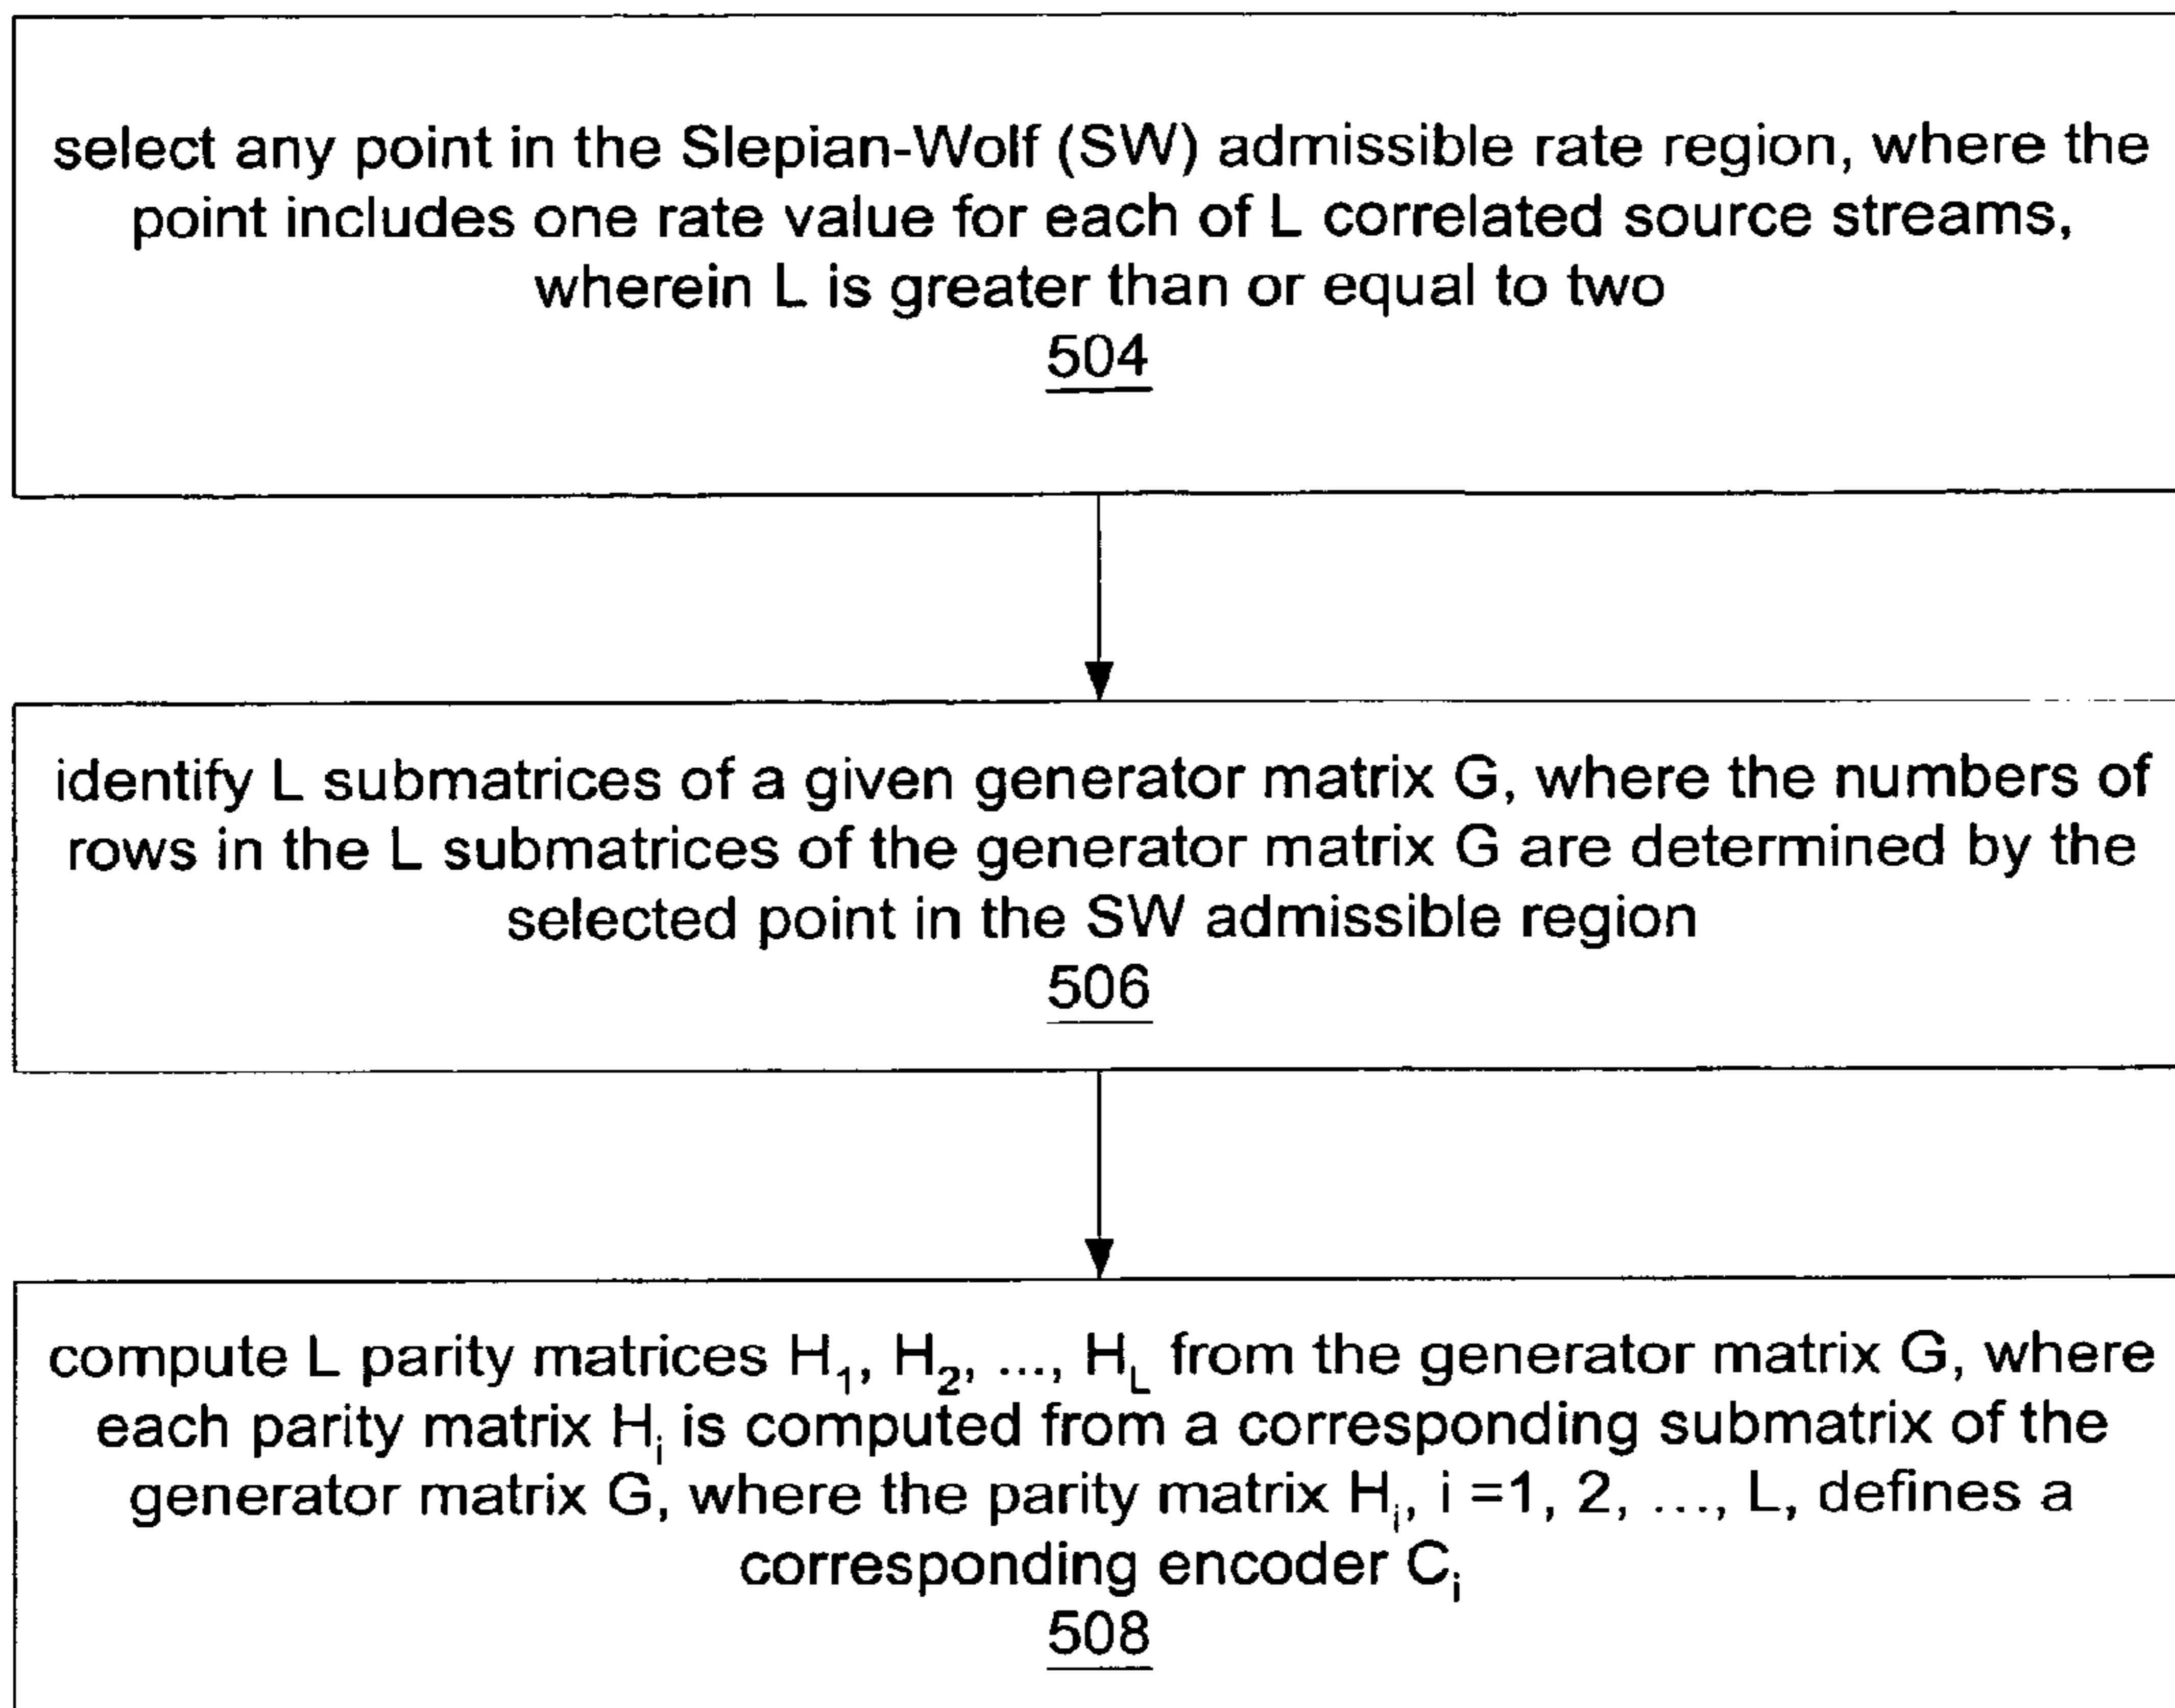 select any point in the Slepian-Wolf (SW) admissible rate region, where the
point includes one rate value for each of L correlated source streams,
wherein L is greater than or equal to two
504
identify L submatrices of a given generator matrix G, where the numbers of
rows in the L submatrices of the generator matrix G are determined by the
selected point in the SW admissible region
506
compute L parity matrices H₁, H₂, ..., H_L from the generator matrix G, where
each parity matrix Hᵢ is computed from a corresponding submatrix of the
generator matrix G, where the parity matrix Hᵢ, i =1, 2, ..., L, defines a
corresponding encoder Cᵢ
508